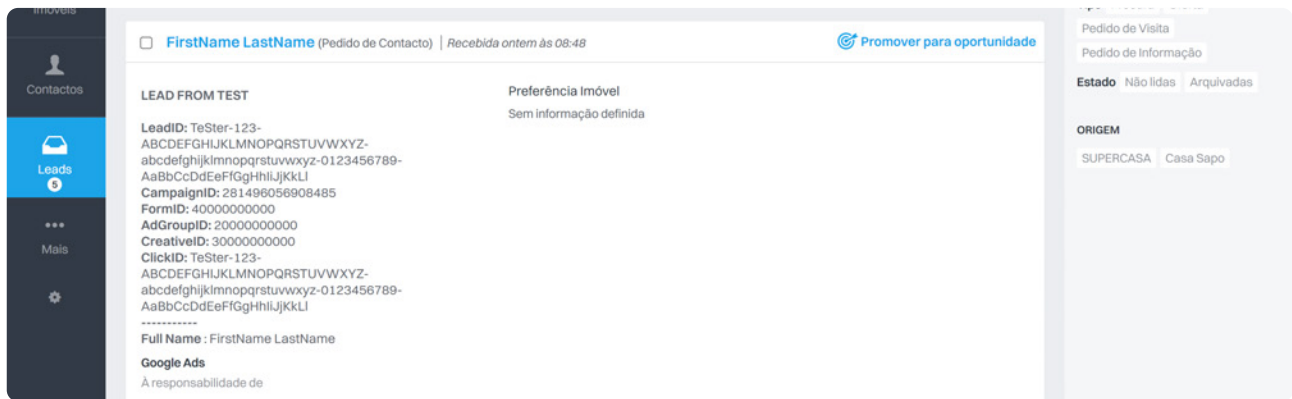 Imóveis
Contactos
Leads
5
Mais
FirstName LastName (Pedido de Contacto) | Recebida ontem às 08:48
Promover para oportunidade
LEAD FROM TEST
LeadID: TeSter-123-
ABCDEFGHIJKLMNOPQRSTUVWXYZ-
abcdefghijklmnopqrstuvwxyz-0123456789-
AaBbCcDdEeFfGgHhIiJjKkLl
CampaignID: 281496056908485
FormID: 40000000000
AdGroupID: 20000000000
CreativeID: 30000000000
ClickID: TeSter-123-
ABCDEFGHIJKLMNOPQRSTUVWXYZ-
abcdefghijklmnopqrstuvwxyz-0123456789-
AaBbCcDdEeFfGgHhIiJjKkLl
-----------
Full Name : FirstName LastName
Google Ads
À responsabilidade de
Preferência Imóvel
Sem informação definida
Pedido de Visita
Pedido de Informação
Estado Não lidas Arquivadas
ORIGEM
SUPERCASA Casa Sapo